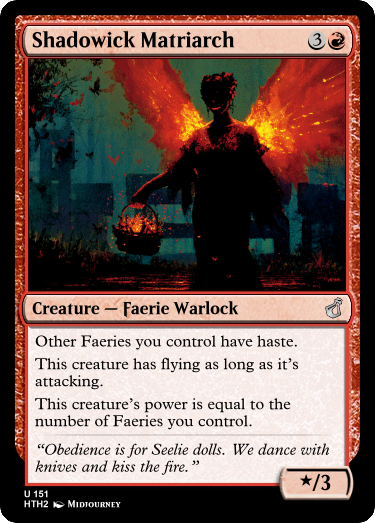 Shadowick Matriarch 3
Creature — Faerie Warlock
Other Faeries you control have haste.
This creature has flying as long as it's
attacking.
This creature's power is equal to the
number of Faeries you control.
“Obedience is for Seelie dolls. We dance with
knives and kiss the fire.”
★/3
U 151
HTH2 Midjourney